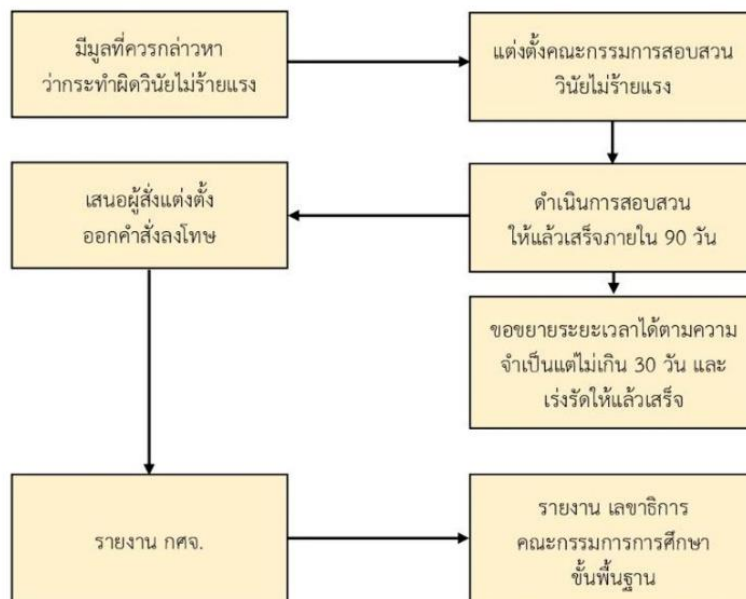 มีมูลที่ควรกล่าวหา
ว่ากระทำผิดวินัยไม่ร้ายแรง
แต่งตั้งคณะกรรมการสอบสวน
วินัยไม่ร้ายแรง
ดำเนินการสอบสวน
ให้แล้วเสร็จภายใน 90 วัน
เสนอผู้สั่งแต่งตั้ง
ออกคำสั่งลงโทษ
ขอขยายระยะเวลาได้ตามความ
จำเป็นแต่ไม่เกิน 30 วัน และ
เร่งรัดให้แล้วเสร็จ
รายงาน กศจ.
รายงาน เลขาธิการ
คณะกรรมการการศึกษา
ขั้นพื้นฐาน